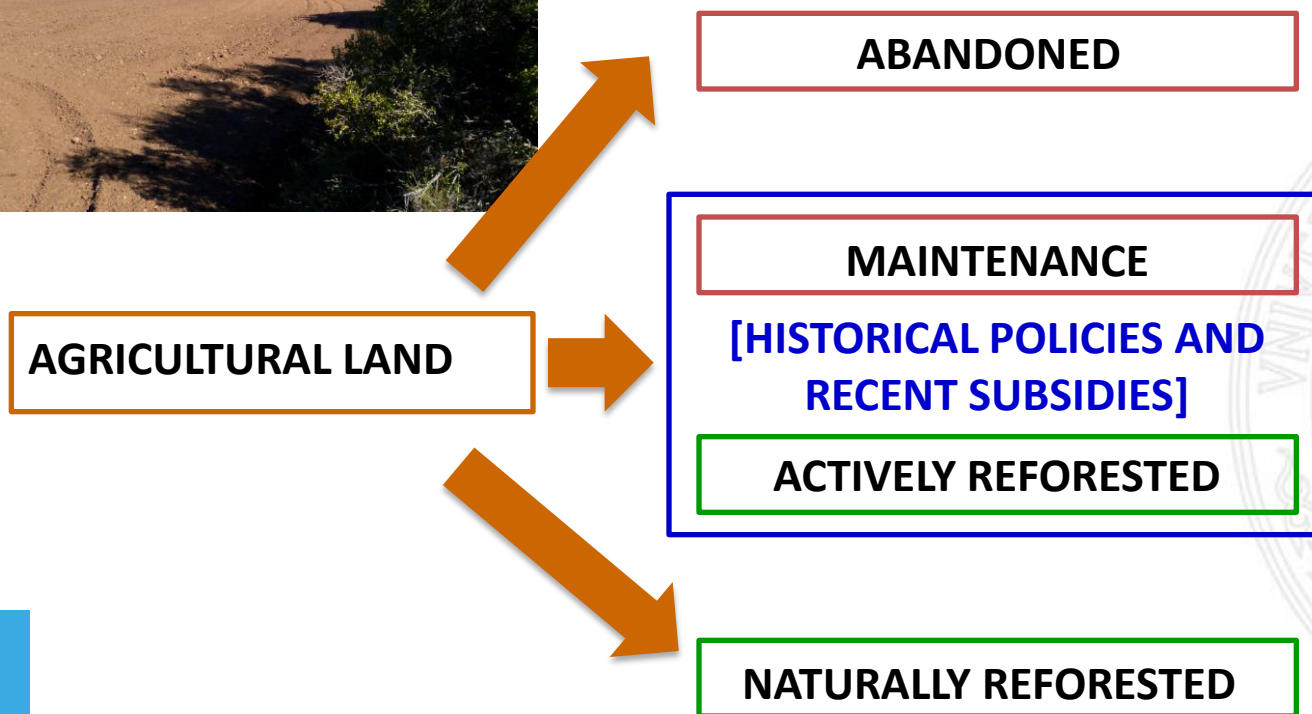 ABANDONED
MAINTENANCE
[HISTORICAL POLICIES AND
RECENT SUBSIDIES]
AGRICULTURAL LAND
ACTIVELY REFORESTED
NATURALLY REFORESTED